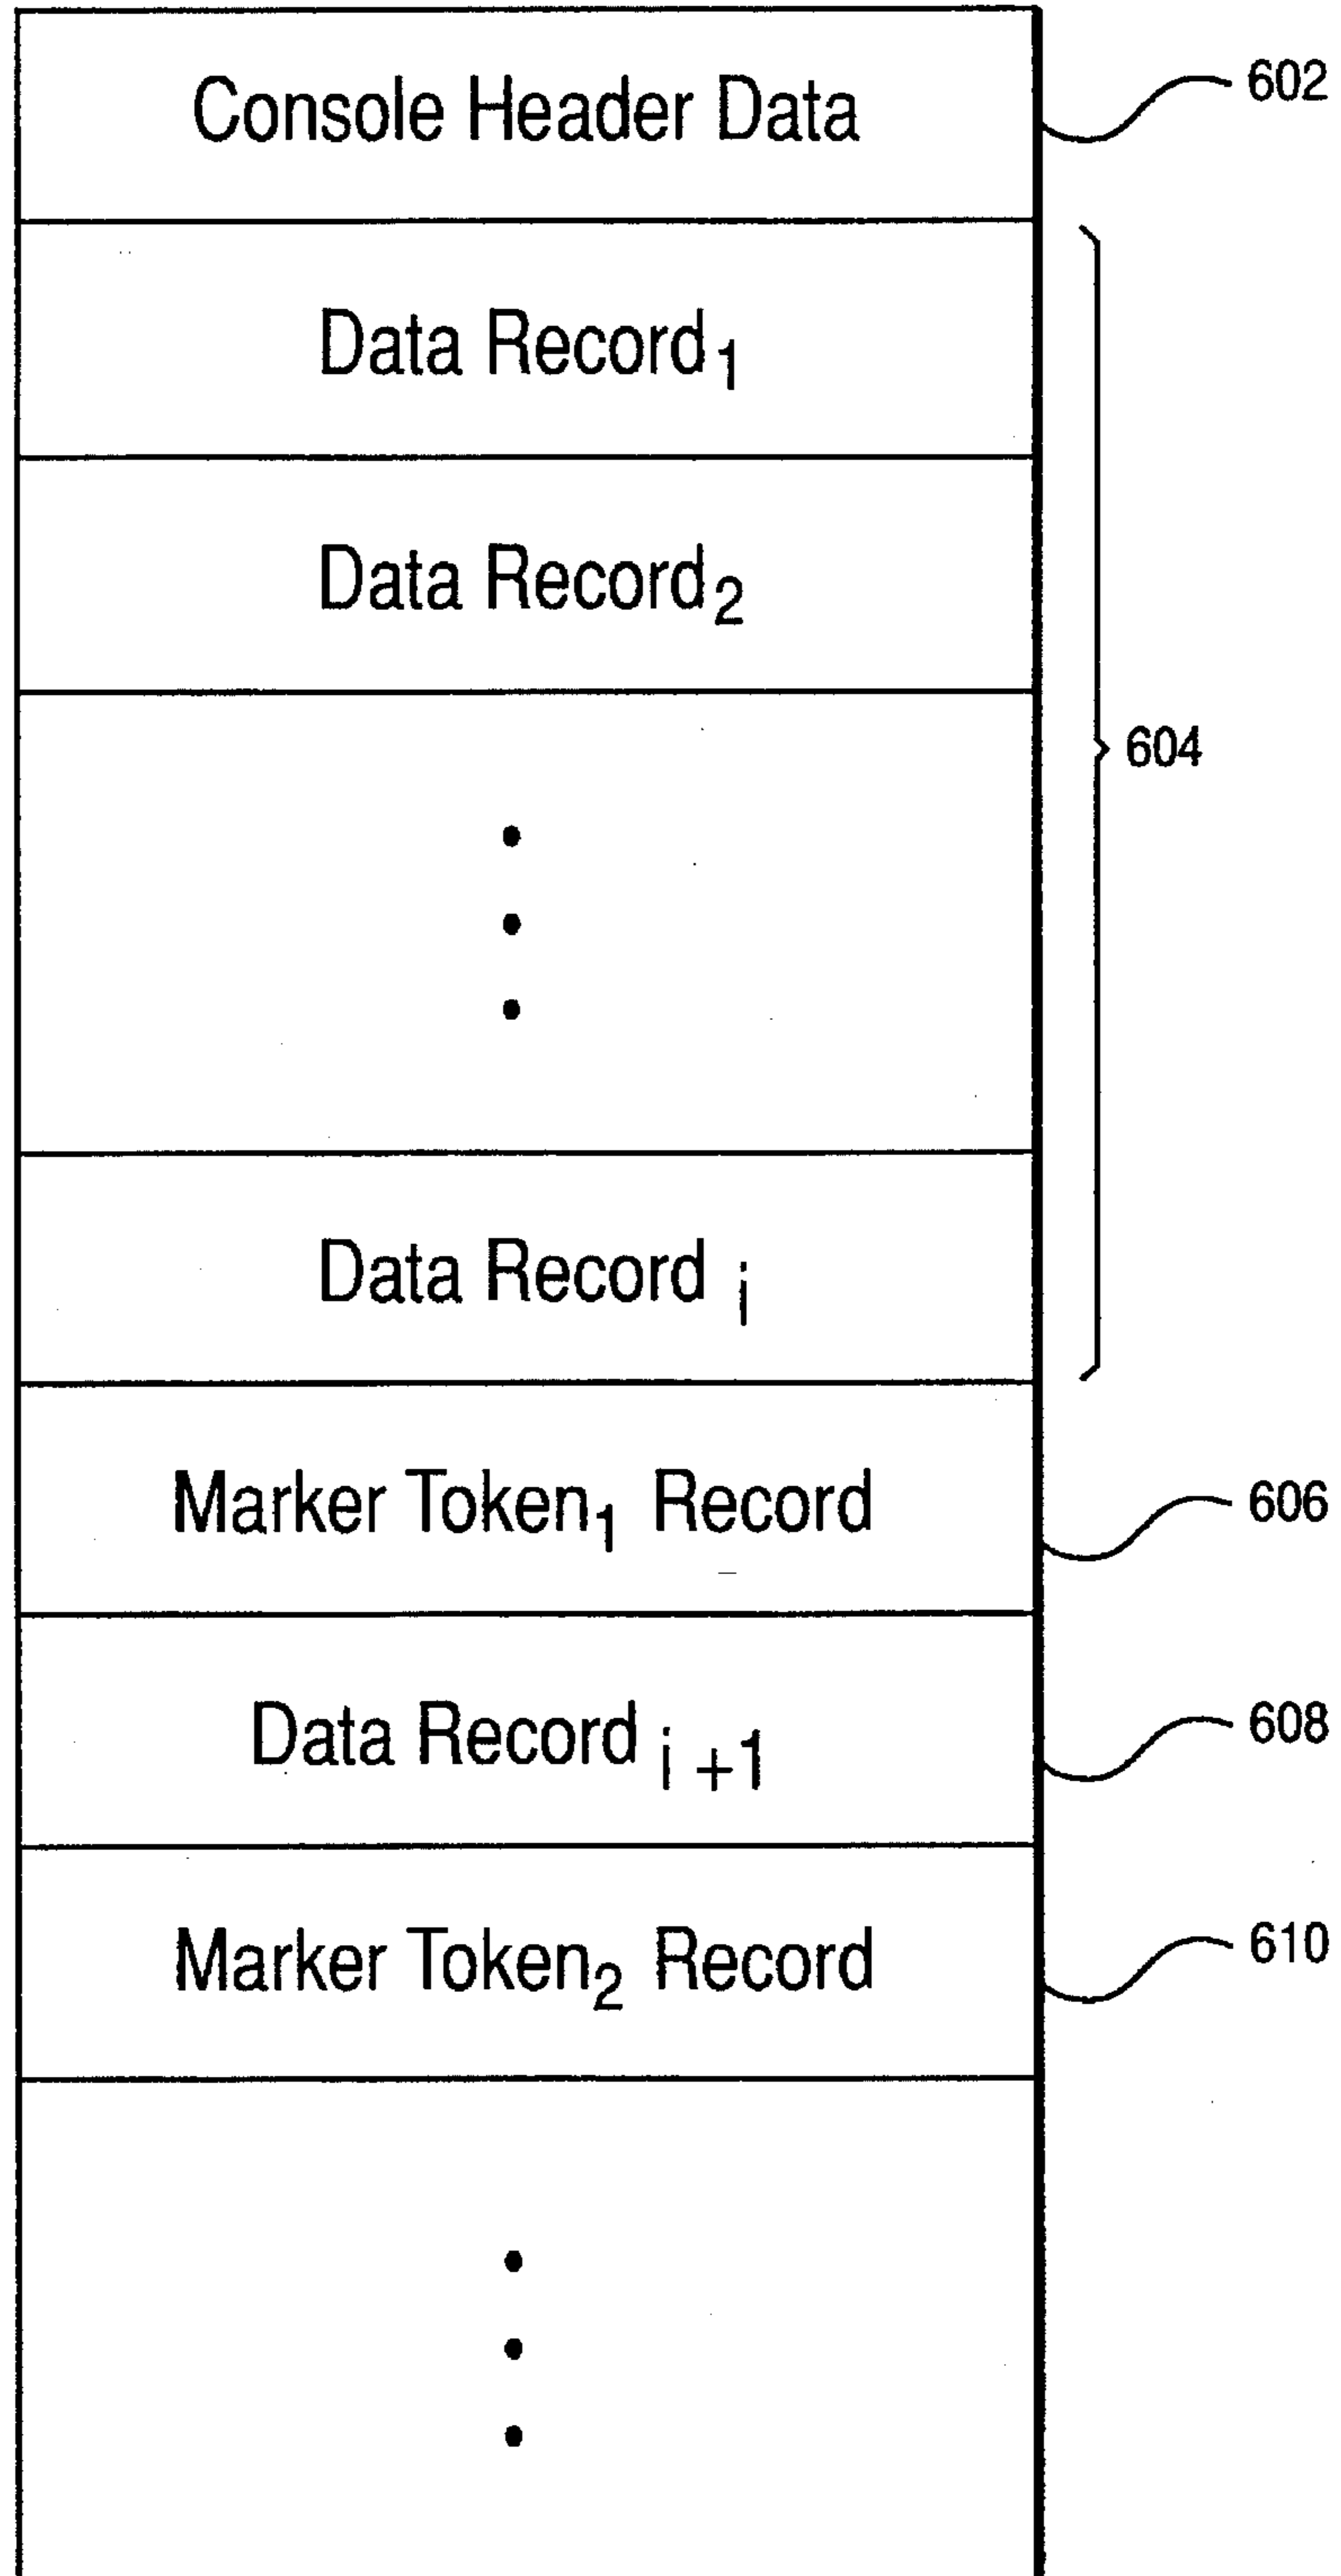 Console Header Data
602
Data Record1
Data Record2
604
Data Record i
Marker Token1 Record
606
Data Record i +1
608
Marker Token2 Record
610